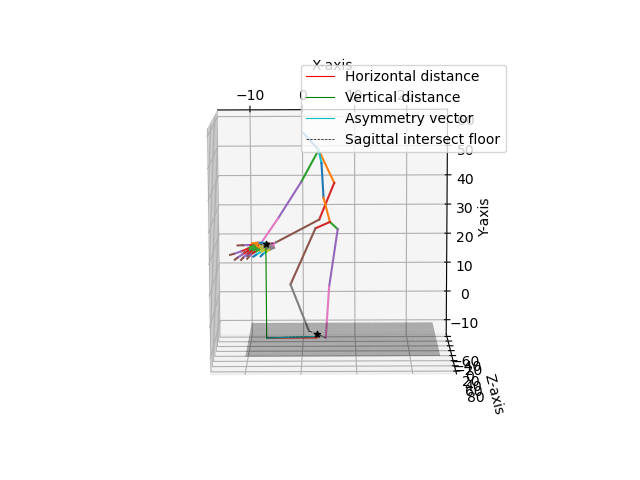 X-axis
Horizontal distance
Vertical distance
Asymmetry vector
Sagittal intersect floor
−10
0
50
40
30
20
10
0
−10
Y-axis
−60
80
Z-axis